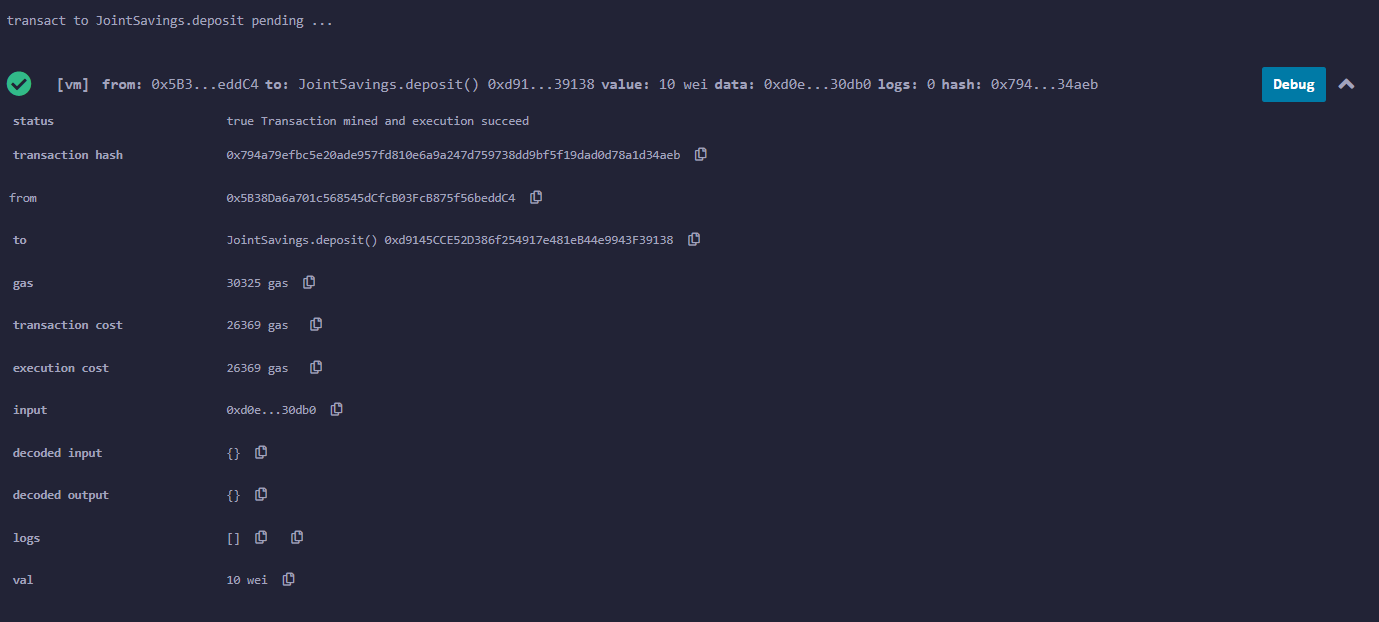 transact to JointSavings.deposit pending ...
[vm] from: 0x5B3...eddC4 to: JointSavings.deposit() 0xd91...39138 value: 10 wei data: 0xd0e...30db0 logs: 0 hash: 0x794...34aeb Debug
status true Transaction mined and execution succeed
transaction hash 0x794a79efbc5e20ade957fd810e6a9a247d759738dd9bf5f19dad0d78a1d34aeb
from 0x5B38Da6a701c568545dCfcB03FcB875f56beddC4
to JointSavings.deposit() 0xd9145CCE52D386f254917e481eB44e9943F39138
gas 30325 gas
transaction cost 26369 gas
execution cost 26369 gas
input 0xd0e...30db0
decoded input {}
decoded output {}
logs []
val 10 wei